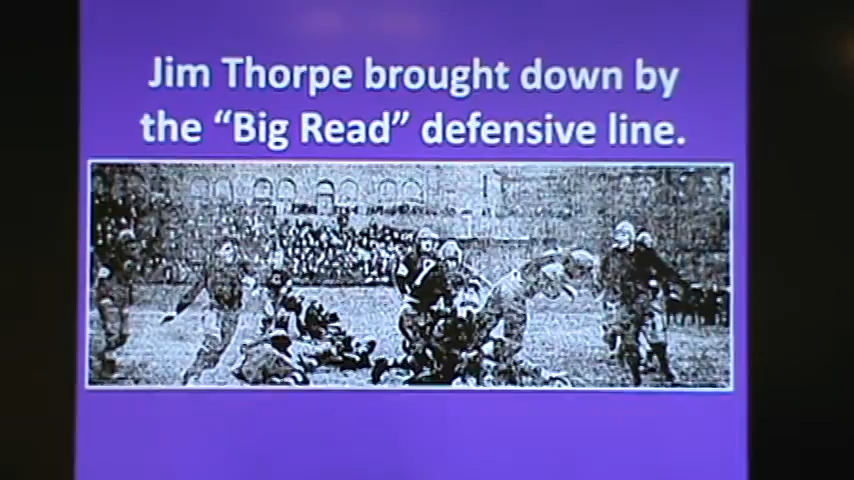 Jim Thorpe brought down by
the “Big Read” defensive line.